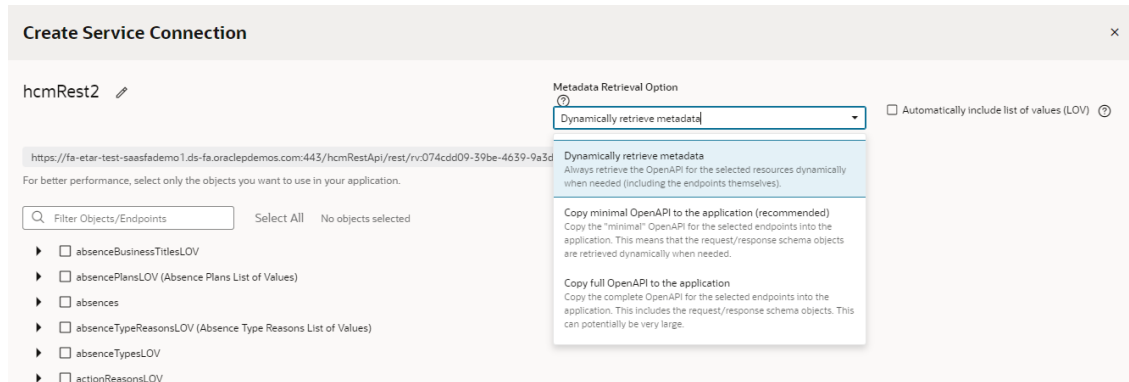 Create Service Connection
×
hcmRest2
Metadata Retrieval Option
Dynamically retrieve metadata
Automatically include list of values (LOV)
https://fa-etar-test-saasfademo1.ds-fa.oraclepdemos.com:443/hcmRestApi/rest/rv:074cdd09-39be-4639-9a3d
For better performance, select only the objects you want to use in your application.
Filter Objects/Endpoints
Select All
No objects selected
absenceBusinessTitlesLOV
absencePlansLOV (Absence Plans List of Values)
absences
absenceTypeReasonsLOV (Absence Type Reasons List of Values)
absenceTypesLOV
actionReasonsLOV
Dynamically retrieve metadata
Always retrieve the OpenAPI for the selected resources dynamically
when needed (including the endpoints themselves).
Copy minimal OpenAPI to the application (recommended)
Copy the "minimal" OpenAPI for the selected endpoints into the
application. This means that the request/response schema objects
are retrieved dynamically when needed.
Copy full OpenAPI to the application
Copy the complete OpenAPI for the selected endpoints into the
application. This includes the request/response schema objects. This
can potentially be very large.